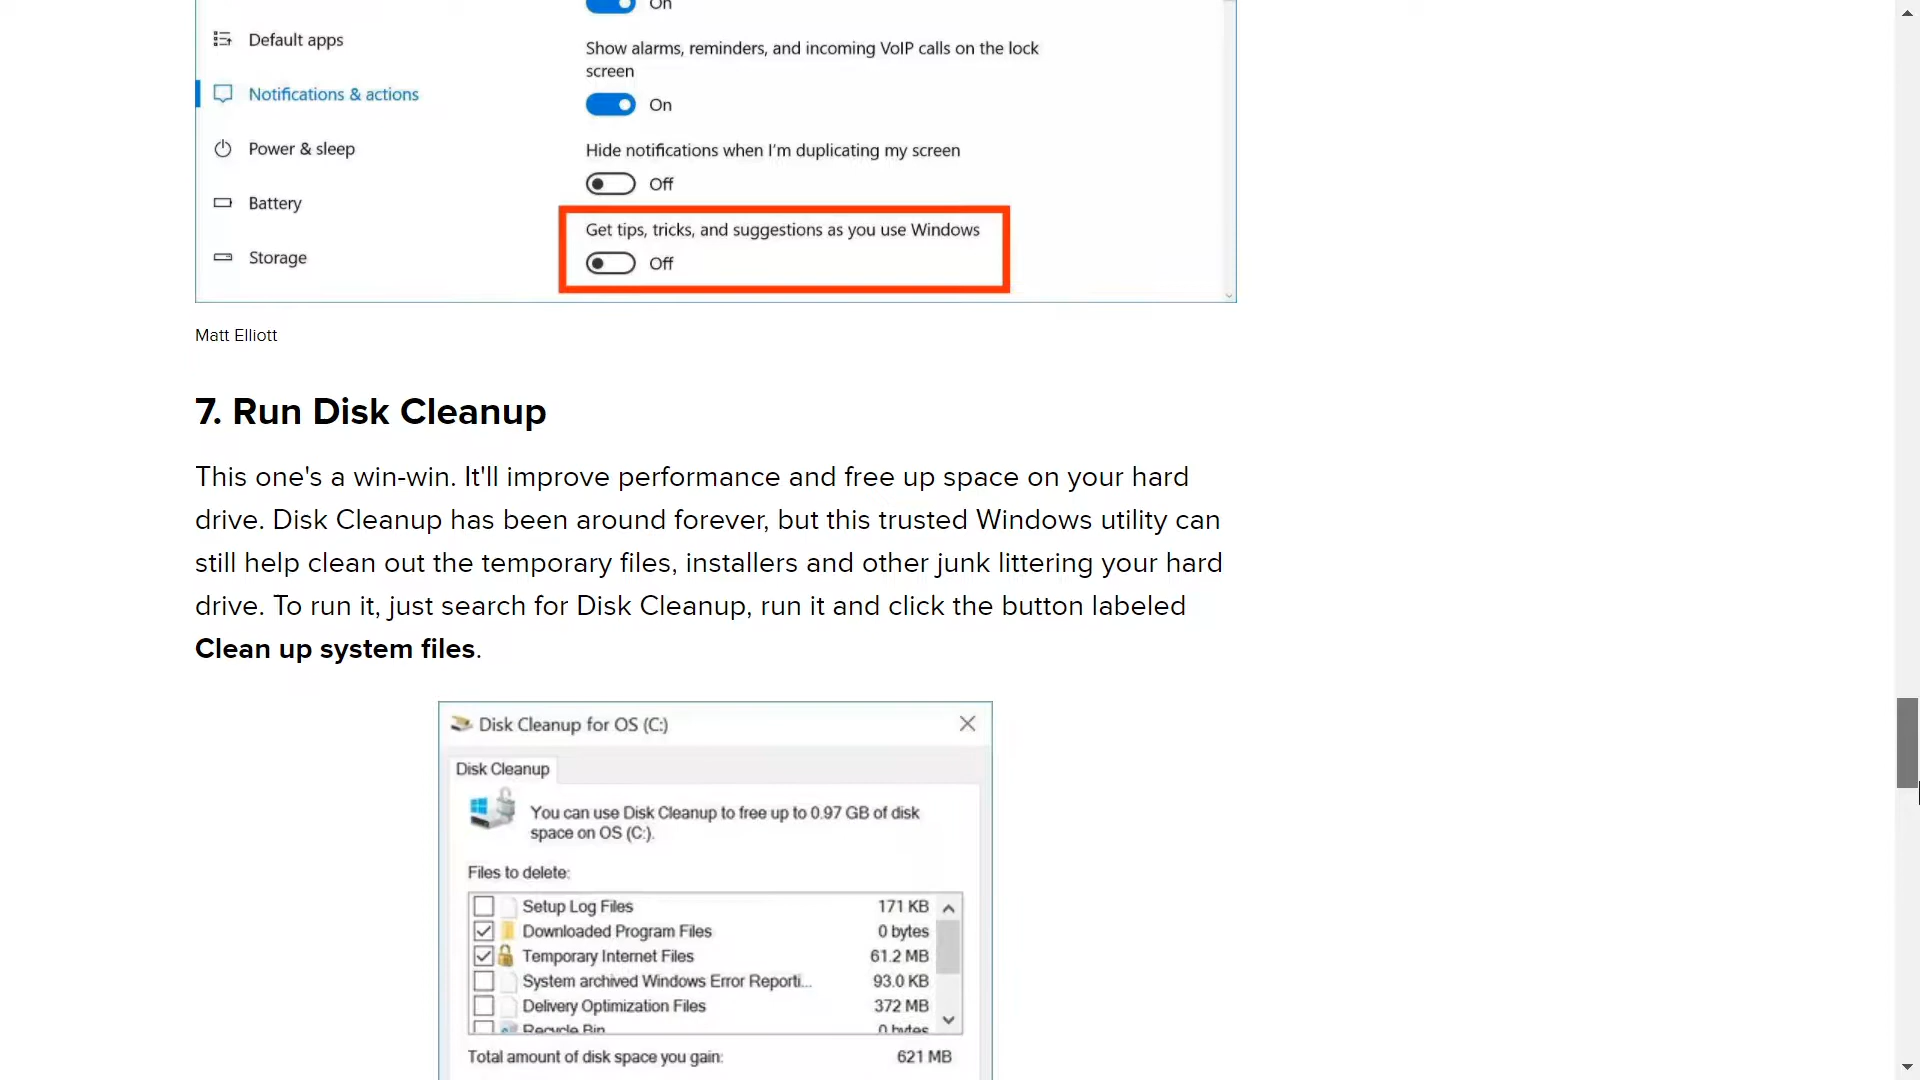 On
Default apps
Show alarms, reminders, and incoming VoIP calls on the lock
screen
Notifications & actions
On
Power & sleep
Hide notifications when I'm duplicating my screen
Off
Battery
Get tips, tricks, and suggestions as you use Windows
Storage
Off
Matt Elliott
7. Run Disk Cleanup
This one's a win-win. It'll improve performance and free up space on your hard
drive. Disk Cleanup has been around forever, but this trusted Windows utility can
still help clean out the temporary files, installers and other junk littering your hard
drive. To run it, just search for Disk Cleanup, run it and click the button labeled
Clean up system files.
Disk Cleanup for OS (C:)
Disk Cleanup
You can use Disk Cleanup to free up to 0.97 GB of disk
space on OS (C:).
Files to delete:
Setup Log Files 171 KB
Downloaded Program Files 0 bytes
Temporary Internet Files 61.2 MB
System archived Windows Error Reporti... 93.0 KB
Delivery Optimization Files 372 MB
Recycle Bin 0 bytes
Total amount of disk space you gain: 621 MB